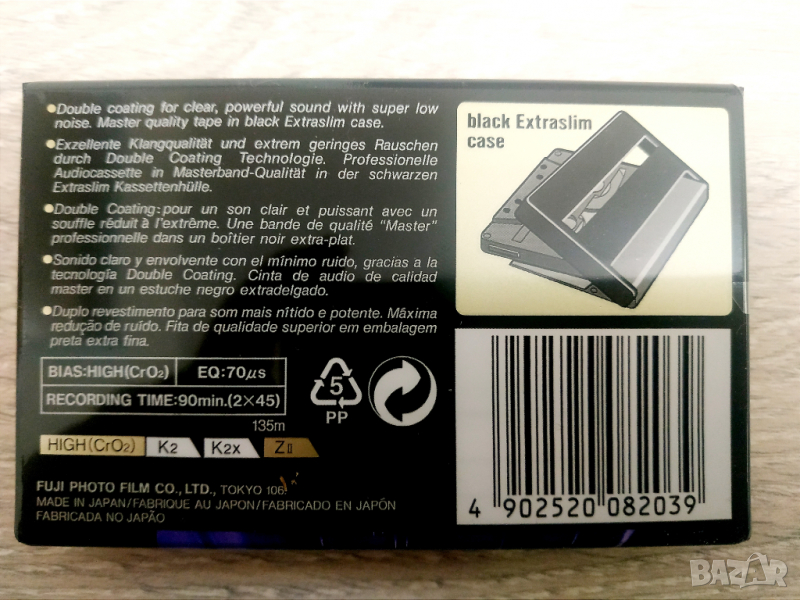 Double coating for clear, powerful sound with super low
noise. Master quality tape in black Extraslim case.
Exzellente Klangqualität und extrem geringes Rauschen
durch Double Coating Technologie. Professionelle
Audiocassette in Masterband-Qualität in der schwarzen
Extraslim Kassettenhülle.
Double Coating: pour un son clair et puissant avec un
souffle réduit à l'extrême. Une bande de qualité "Master"
professionnelle dans un boîtier noir extra-plat.
Sonido claro y envolvente con el mínimo ruido, gracias a la
tecnología Double Coating. Cinta de audio de calidad
master en un estuche negro extradelgado.
Duplo revestimento para som mais nítido e potente. Máxima
redução de ruído. Fita de qualidade superior em embalagem
preta extra fina.
black Extraslim
case
BIAS:HIGH(CrO₂) EQ:70μs
RECORDING TIME:90min.(2×45)
135m
5
PP
HIGH(CrO₂) K2 K2x ZII
FUJI PHOTO FILM CO., LTD., TOKYO 106
MADE IN JAPAN/FABRIQUE AU JAPON/FABRICADO EN JAPÓN
FABRICADA NO JAPÃO
4 902520 082039
BAZAR